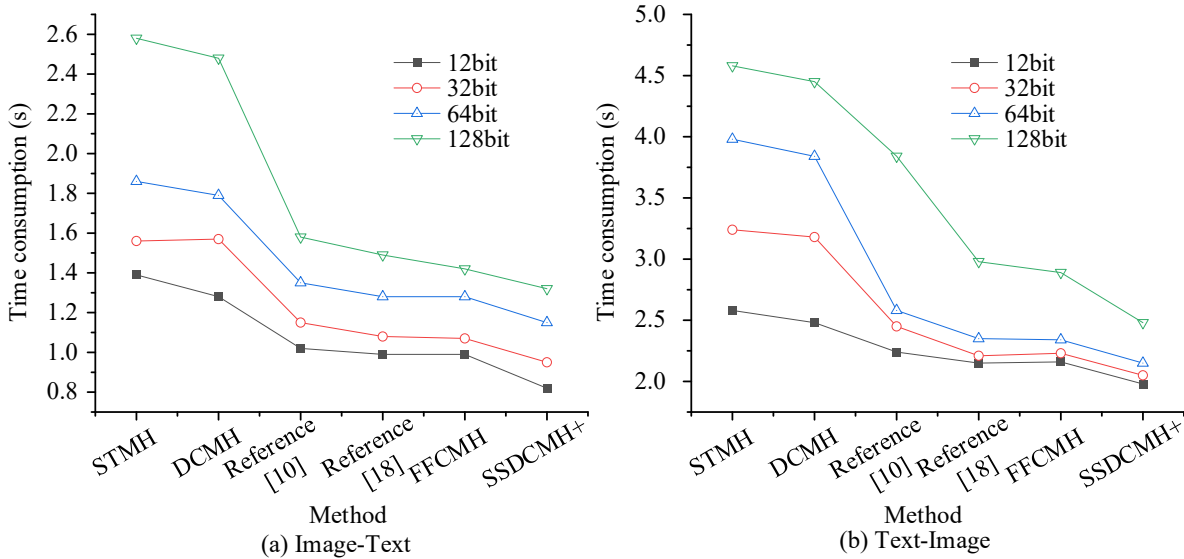 2.6
2.4
2.2
2.0
1.8
1.6
1.4
1.2
1.0
0.8
Time consumption (s)
12bit
32bit
64bit
128bit
STMH
DCMH
Reference
[10]
Reference
[18]
FFCMH
SSDCMH+
Method
(a) Image-Text
5.0
4.5
4.0
3.5
3.0
2.5
2.0
Time consumption (s)
12bit
32bit
64bit
128bit
STMH
DCMH
Reference
[10]
Reference
[18]
FFCMH
SSDCMH+
Method
(b) Text-Image